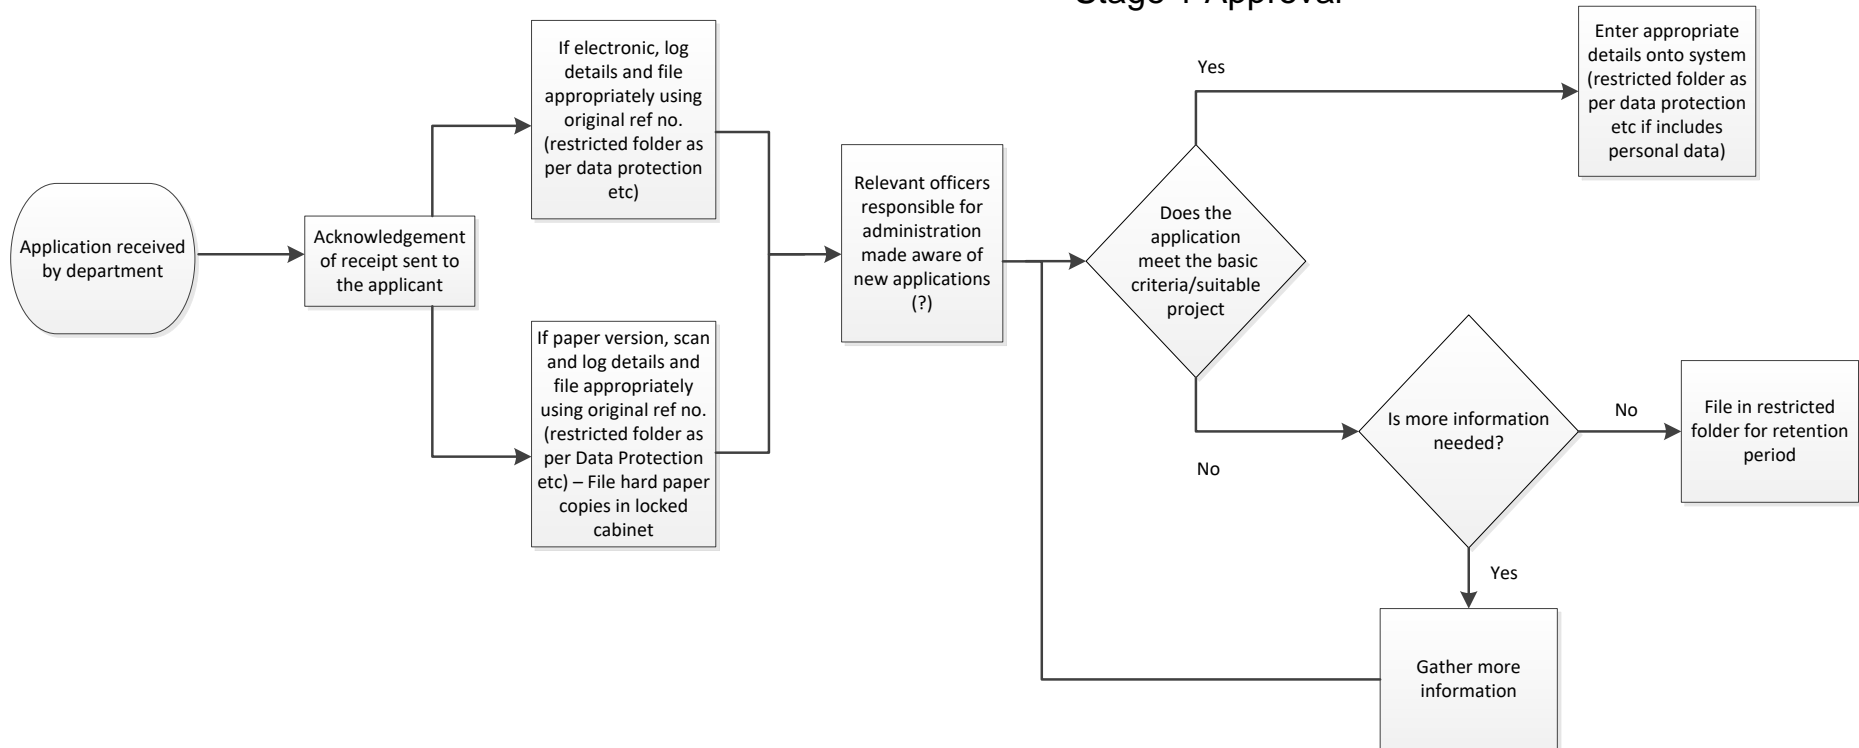 Stage 1 Approval
Application received
by department
Acknowledgement
of receipt sent to
the applicant
If electronic, log
details and file
appropriately using
original ref no.
(restricted folder as
per data protection
etc)
If paper version, scan
and log details and
file appropriately
using original ref no.
(restricted folder as
per Data Protection
etc) – File hard paper
copies in locked
cabinet
Relevant officers
responsible for
administration
made aware of
new applications
(?)
Does the
application
meet the basic
criteria/suitable
project
Yes
Enter appropriate
details onto system
(restricted folder as
per data protection
etc if includes
personal data)
No
Is more information
needed?
No
File in restricted
folder for retention
period
Yes
Gather more
information